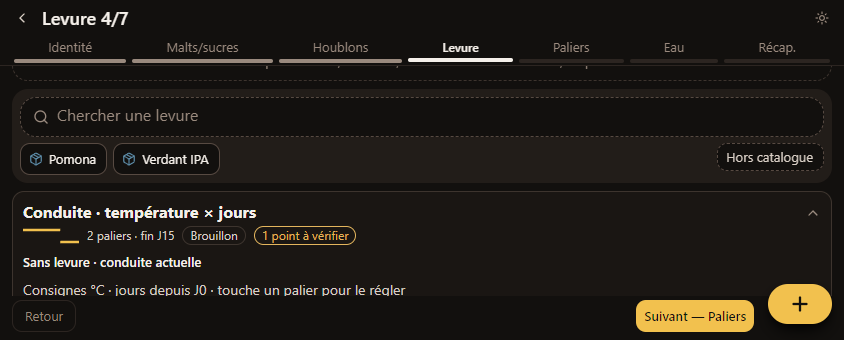 Levure 4/7
Identité
Malts/sucres
Houblons
Levure
Paliers
Eau
Récap.
Chercher une levure
Pomona
Verdant IPA
Hors catalogue
Conduite · température × jours
2 paliers · fin J15
Brouillon
1 point à vérifier
Sans levure · conduite actuelle
Consignes °C · jours depuis J0 · touche un palier pour le régler
Retour
Suivant — Paliers